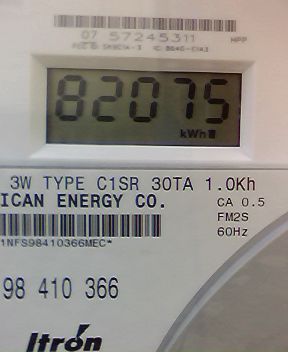 07 57245311 MPP
82075
kWh
3W TYPE C1SR 30TA 1.0Kh
ICAN ENERGY CO.
CA 0.5
FM2S
60Hz
1NFS98410366MEC*
98 410 366
Itron